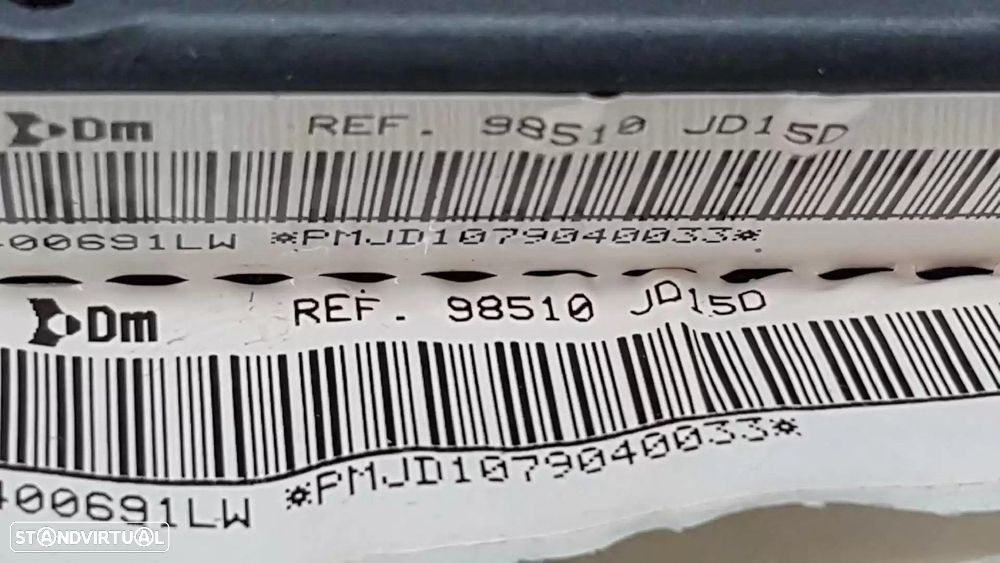 Dm REF. 98510 JD15D
400691LW *PMJD1079040033*
Dm REF. 98510 JD15D
400691LW *PMJD1079040033*
STANDVIRTUAL